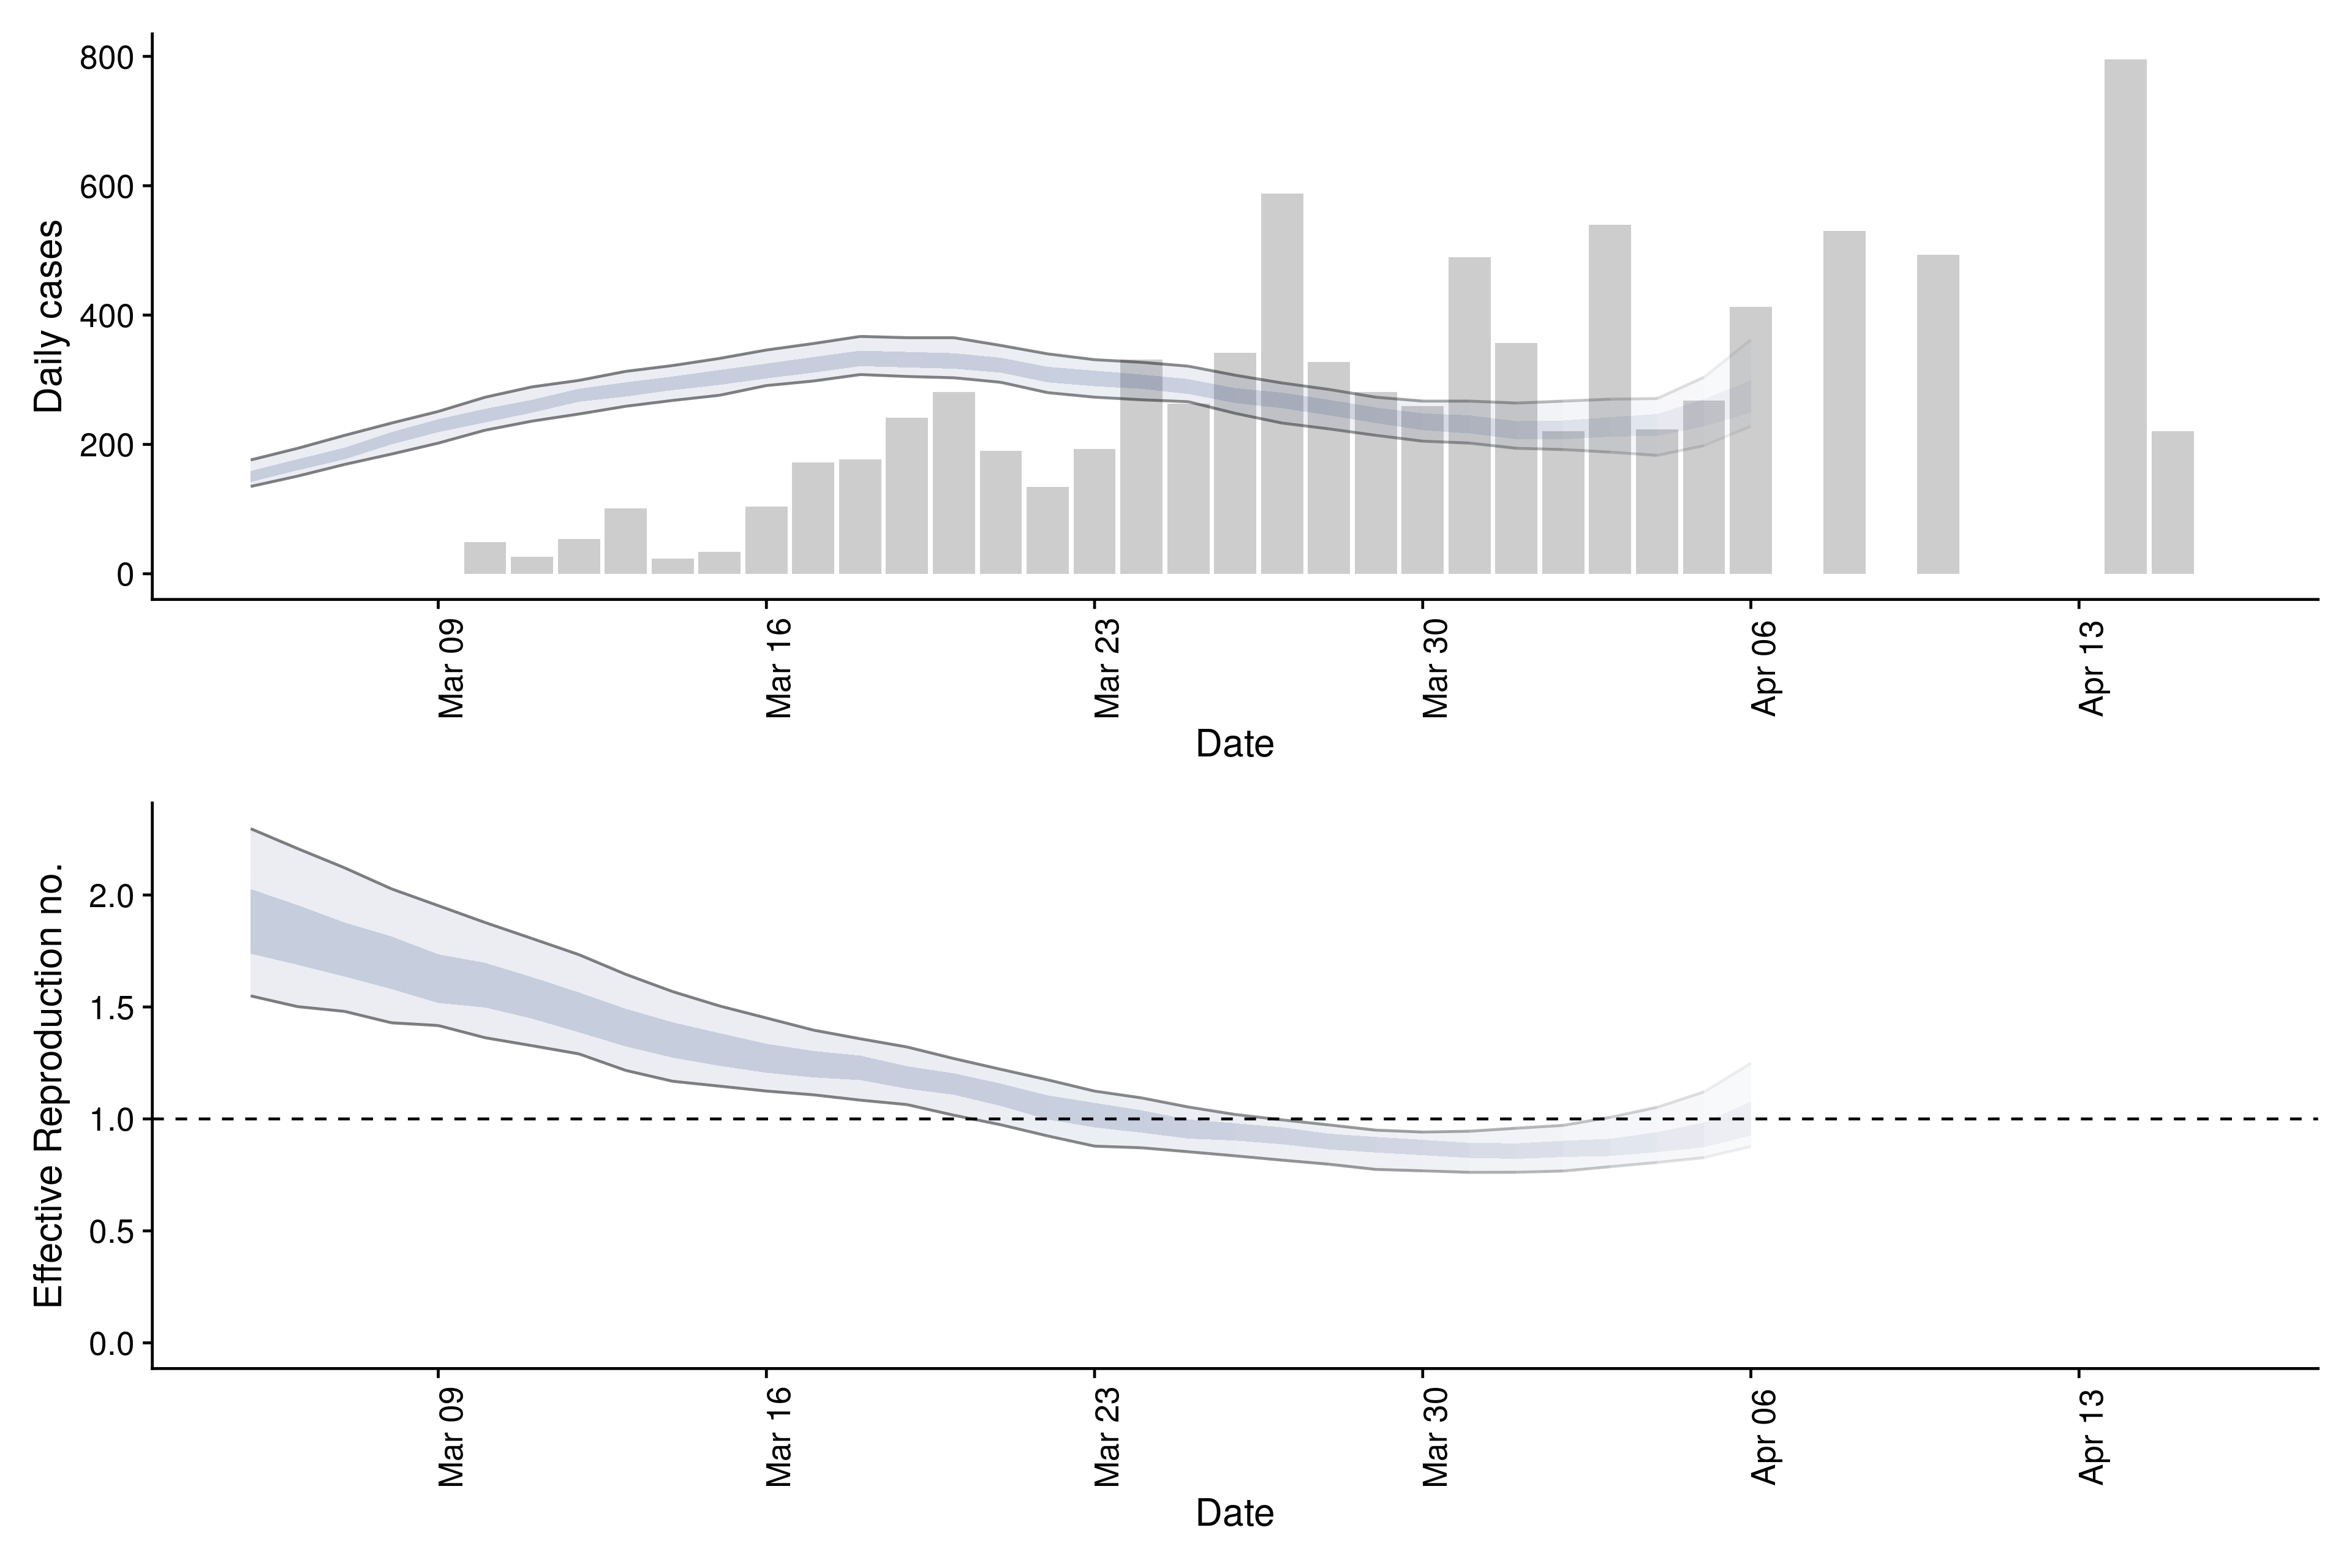 Daily cases
800
600
400
200
0
Mar 09
Mar 16
Mar 23
Mar 30
Apr 06
Apr 13
Date
Effective Reproduction no.
2.0
1.5
1.0
0.5
0.0
Mar 09
Mar 16
Mar 23
Mar 30
Apr 06
Apr 13
Date